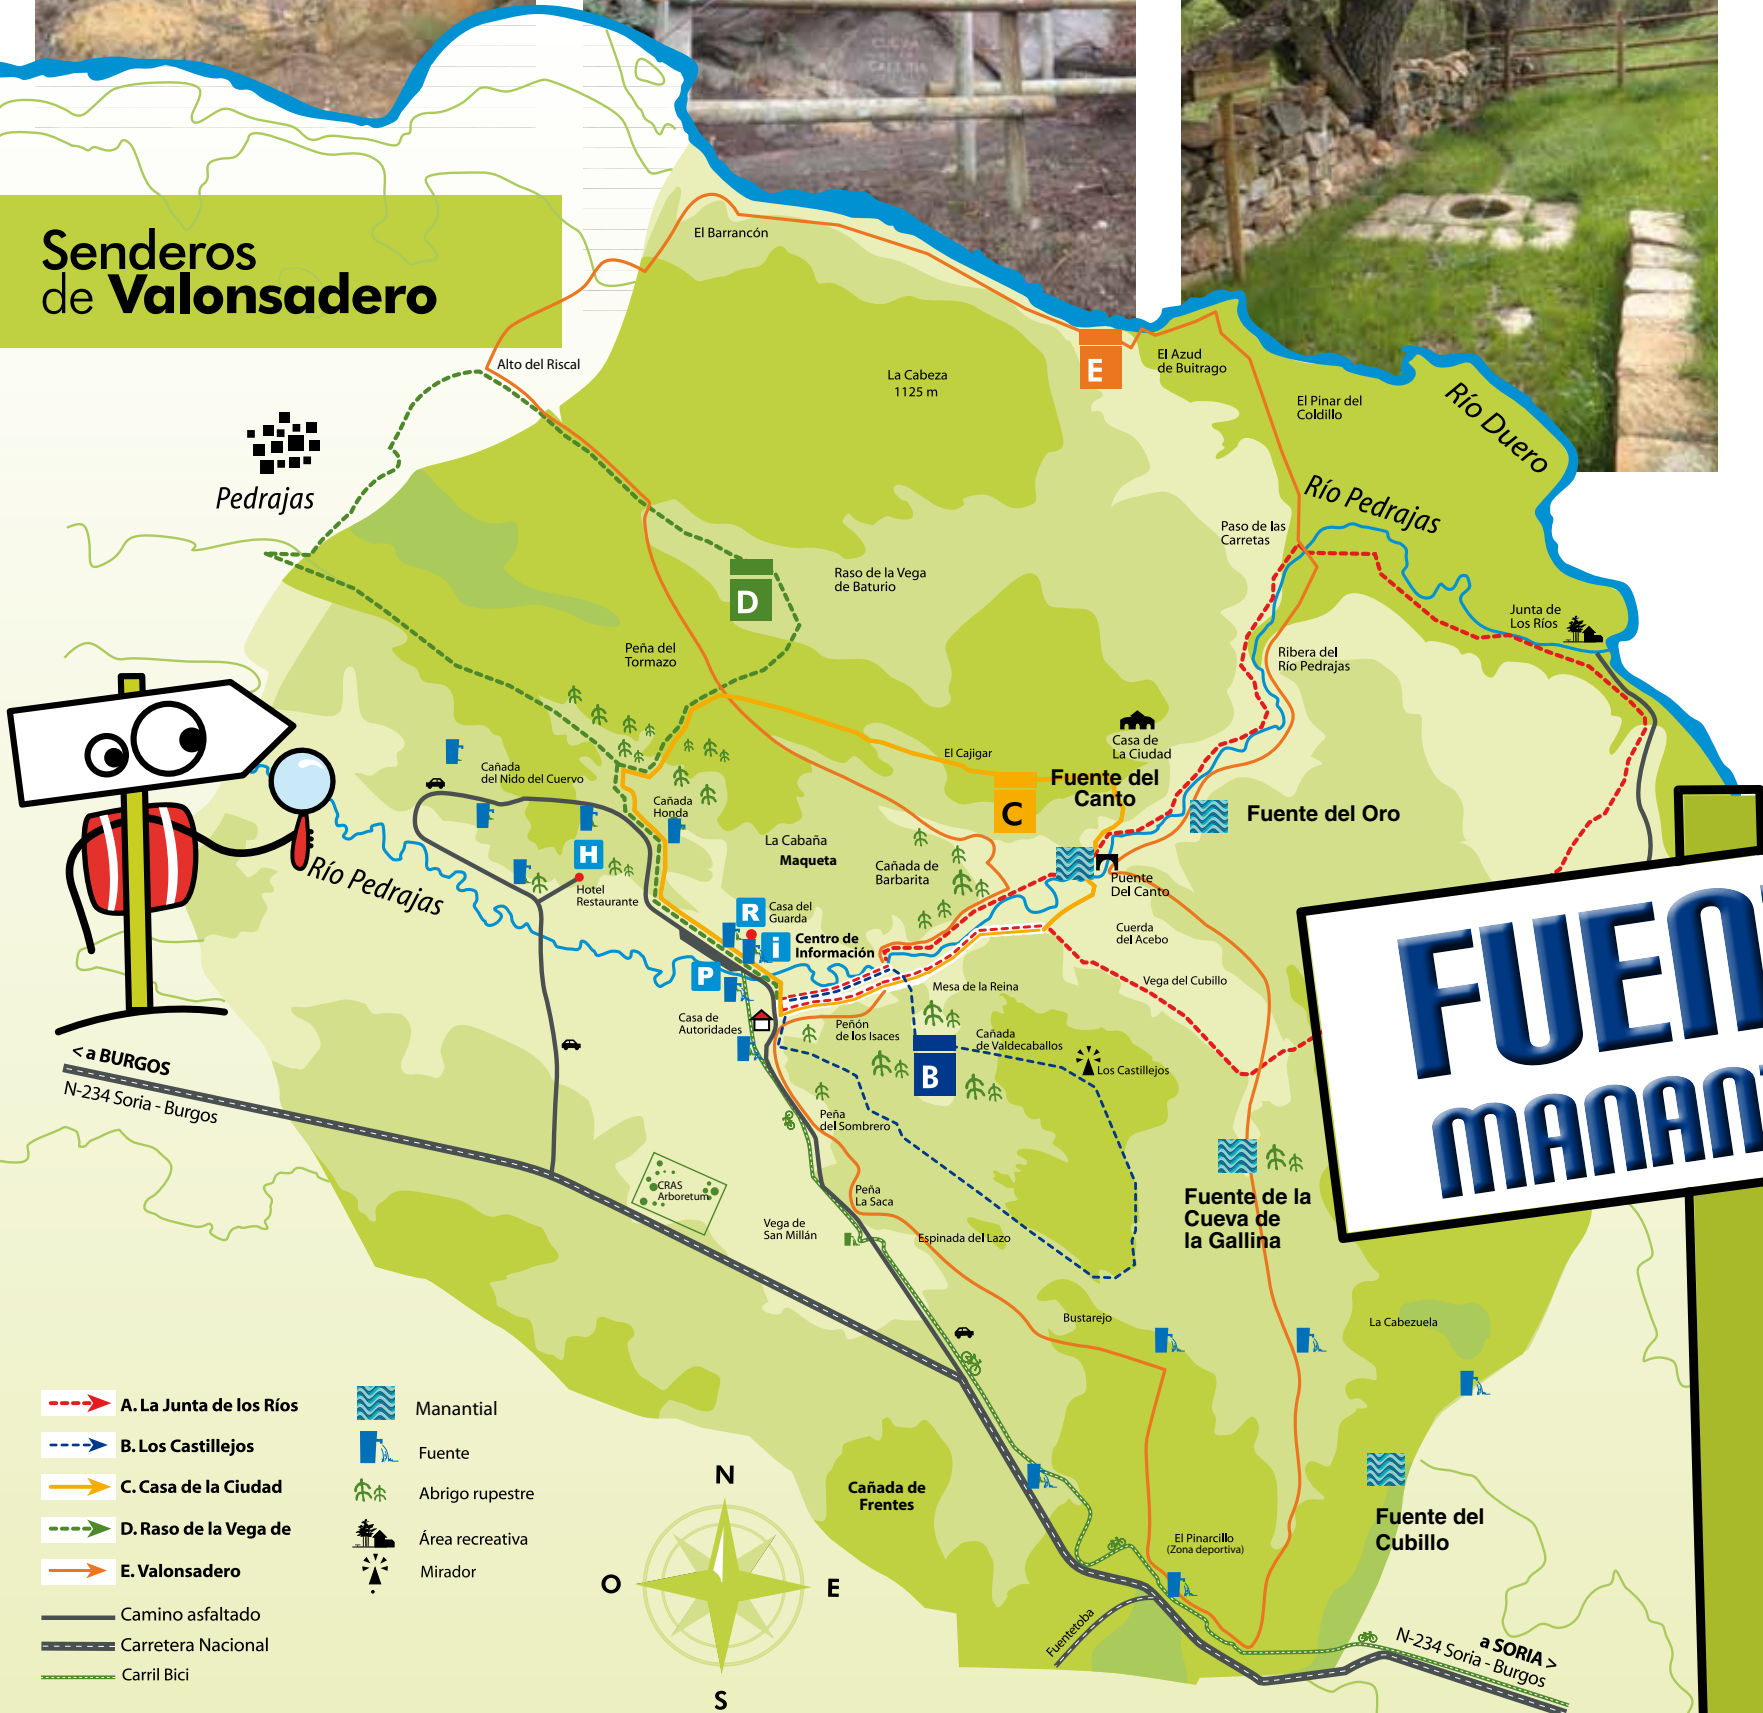 CUEVA
Senderos
de Valonsadero
El Barrancón
Alto del Riscal
La Cabeza
1125 m
E
El Azud
de Buitrago
El Pinar del
Coldillo
Río Duero
Río Pedrajas
Pedrajas
Paso de las
Carretas
D
Raso de la Vega
de Baturio
Junta de
Los Ríos
Peña del
Tormazo
Ribera del
Río Pedrajas
Casa de
La Ciudad
El Cajigar
Cañada
del Nido del Cuervo
Fuente del
Canto
C
Cañada
Honda
Fuente del Oro
La Cabaña
Maqueta
H
Cañada de
Barbarita
Río Pedrajas
Hotel
Restaurante
Puente
Del Canto
R
Casa del
Guarda
i
Centro de
Información
Cuerda
del Acebo
P
Mesa de la Reina
Vega del Cubillo
Casa de
Autoridades
Peñón
de los Isaces
Cañada
de Valdecaballos
B
Los Castillejos
< a BURGOS
N-234 Soria - Burgos
Peña
del Sombrero
FUEN
MANAN
CRAS
Arboretum
Peña
La Saca
Fuente de la
Cueva de
la Gallina
Vega de
San Millán
Espinada del Lazo
Bustarejo
La Cabezuela
A. La Junta de los Ríos
B. Los Castillejos
C. Casa de la Ciudad
D. Raso de la Vega de
E. Valonsadero
Camino asfaltado
Carretera Nacional
Carril Bici
Manantial
Fuente
Abrigo rupestre
Área recreativa
Mirador
N
O
E
S
Cañada de
Frentes
Fuente del
Cubillo
El Pinarcillo
(Zona deportiva)
Fuentetoba
a SORIA >
N-234 Soria - Burgos